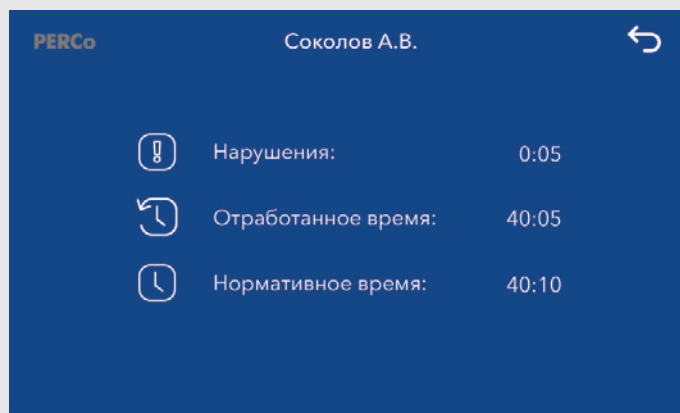 PERCo Соколов А.В.
Нарушения: 0:05
Отработанное время: 40:05
Нормативное время: 40:10